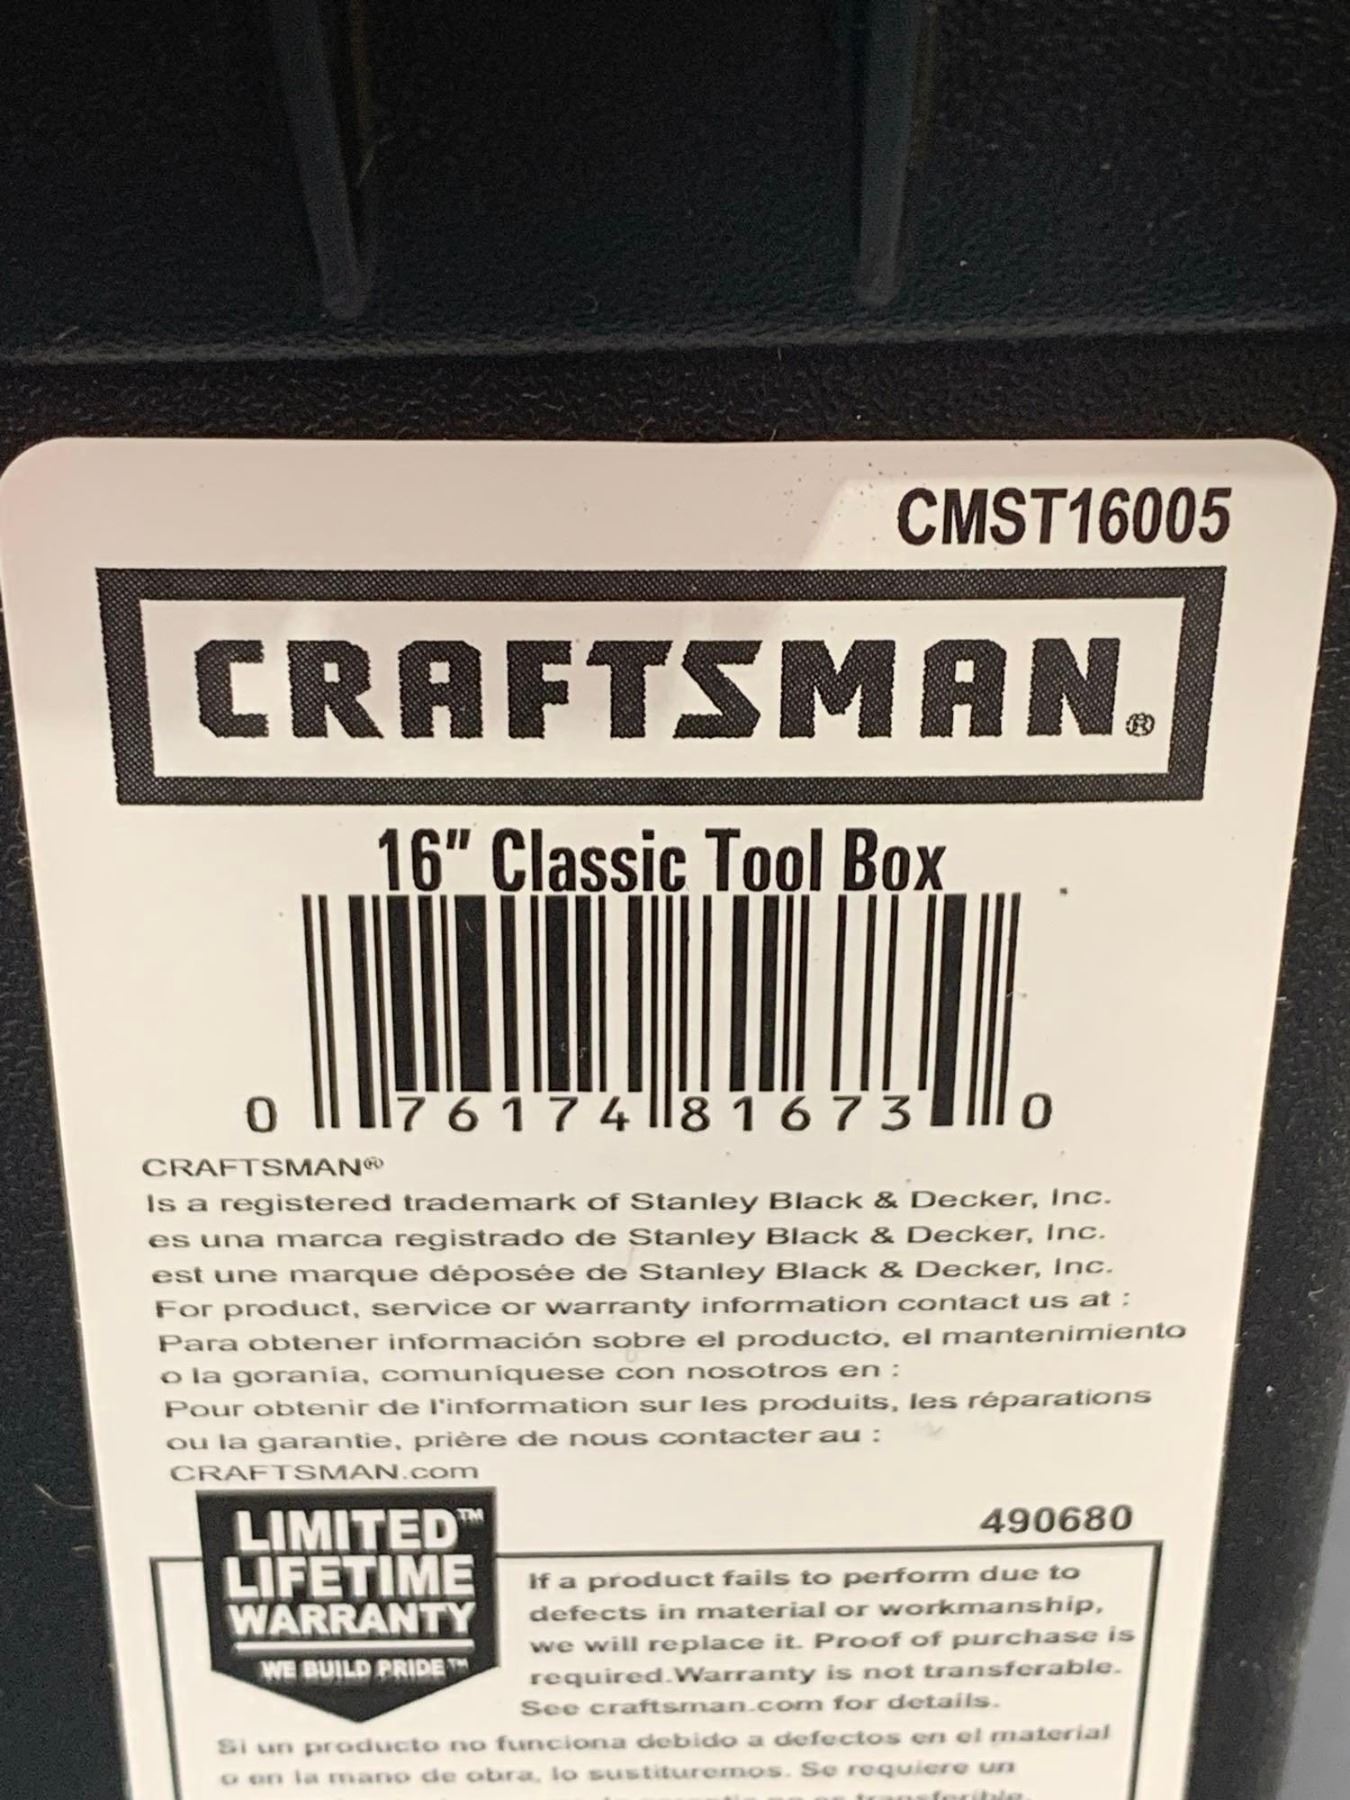 CMST16005
CRAFTSMAN®
16" Classic Tool Box
0 76174 81673 0
CRAFTSMAN®
Is a registered trademark of Stanley Black & Decker, Inc.
es una marca registrado de Stanley Black & Decker, Inc.
est une marque déposée de Stanley Black & Decker, Inc.
For product, service or warranty information contact us at :
Para obtener información sobre el producto, el mantenimiento
o la gorania, comuníquese con nosotros en :
Pour obtenir de l'information sur les produits, les réparations
ou la garantie, prière de nous contacter au :
CRAFTSMAN.com
490680
LIMITED™
LIFETIME
WARRANTY
WE BUILD PRIDE™
If a product fails to perform due to
defects in material or workmanship,
we will replace it. Proof of purchase is
required.Warranty is not transferable.
See craftsman.com for details.
Si un producto no funciona debido a defectos en el material
o en la mano de obra, lo sustituremos. Se requiere un
transferible.